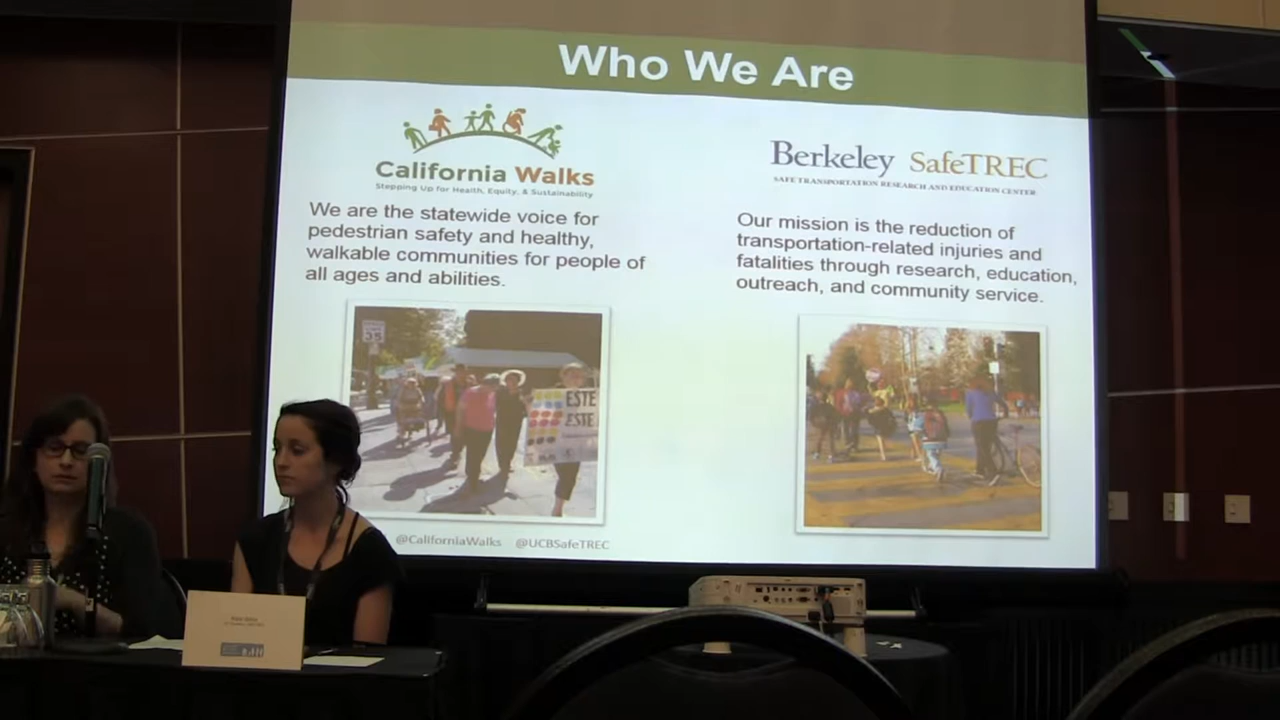 Who We Are
California Walks
Stepping Up for Health, Equity, & Sustainability
We are the statewide voice for
pedestrian safety and healthy,
walkable communities for people of
all ages and abilities.
Berkeley SafeTREC
SAFE TRANSPORTATION RESEARCH AND EDUCATION CENTER
Our mission is the reduction of
transportation-related injuries and
fatalities through research, education,
outreach, and community service.
35
ESTE
ESTE
@CaliforniaWalks @UCBSafeTREC